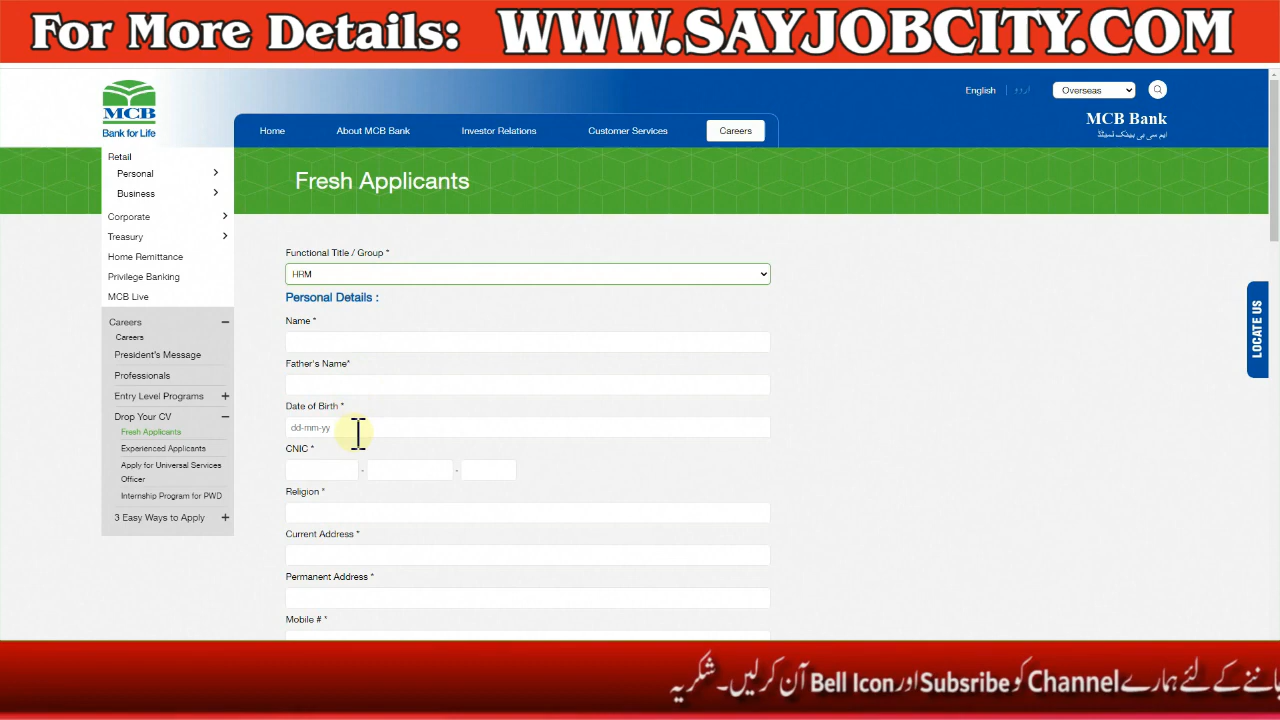 For More Details: WWW.SAYJOBCITY.COM
MCB
Bank for Life
English
اردو
Overseas
MCB Bank
ایم سی بی بینک لمیٹڈ
Home
About MCB Bank
Investor Relations
Customer Services
Careers
Fresh Applicants
Retail
Personal
Business
Corporate
Treasury
Home Remittance
Privilege Banking
MCB Live
Careers
Careers
President's Message
Professionals
Entry Level Programs
Drop Your CV
Fresh Applicants
Experienced Applicants
Apply for Universal Services
Officer
Internship Program for PWD
3 Easy Ways to Apply
Functional Title / Group *
HRM
Personal Details :
Name *
Father's Name*
Date of Birth *
dd-mm-yy
CNIC *
- -
Religion *
Current Address *
Permanent Address *
Mobile # *
LOCATE US
جاننے کے لئے ہمارے Channel کو Subsribe اور Bell Icon آن کرلیں۔ شکریہ